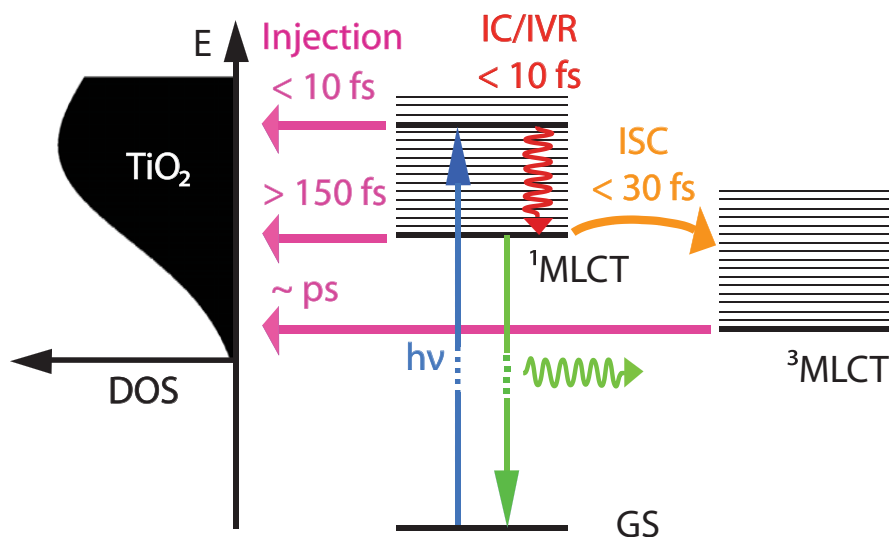 E
Injection
IC/IVR
< 10 fs
< 10 fs
TiO₂
ISC
< 30 fs
> 150 fs
¹MLCT
~ ps
hν
³MLCT
DOS
GS